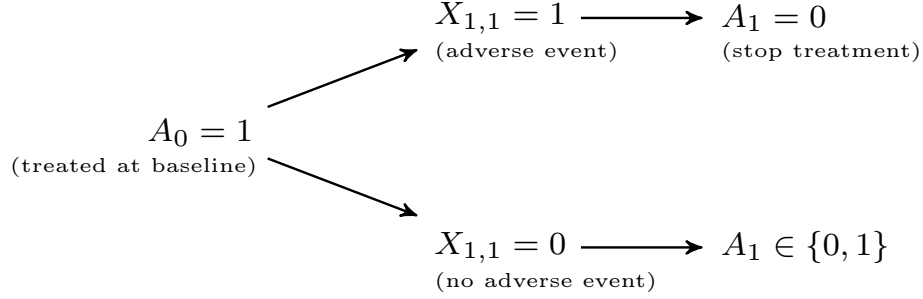 X_{1,1} = 1
(adverse event)
A_1 = 0
(stop treatment)
A_0 = 1
(treated at baseline)
X_{1,1} = 0
(no adverse event)
A_1 ∈ {0, 1}